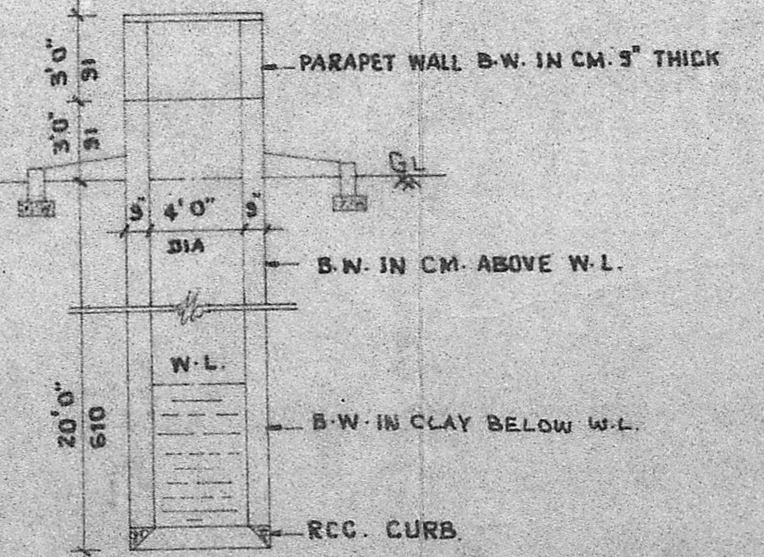 3'0"
91
PARAPET WALL B.W. IN CM. 9" THICK
3'0"
91
GL
9" 4'0" 9"
DIA
B.W. IN CM. ABOVE W.L.
W.L.
20'0"
610
B.W. IN CLAY BELOW W.L.
RCC. CURB